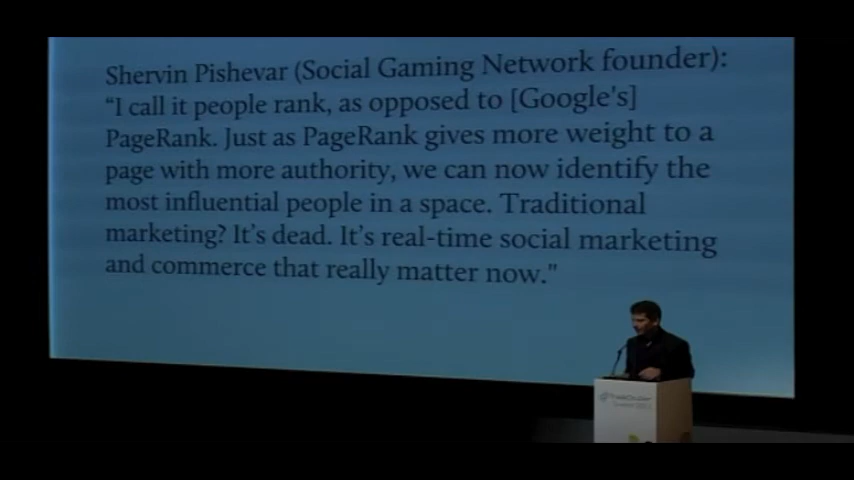 Shervin Pishevar (Social Gaming Network founder):
“I call it people rank, as opposed to [Google's]
PageRank. Just as PageRank gives more weight to a
page with more authority, we can now identify the
most influential people in a space. Traditional
marketing? It’s dead. It’s real-time social marketing
and commerce that really matter now."